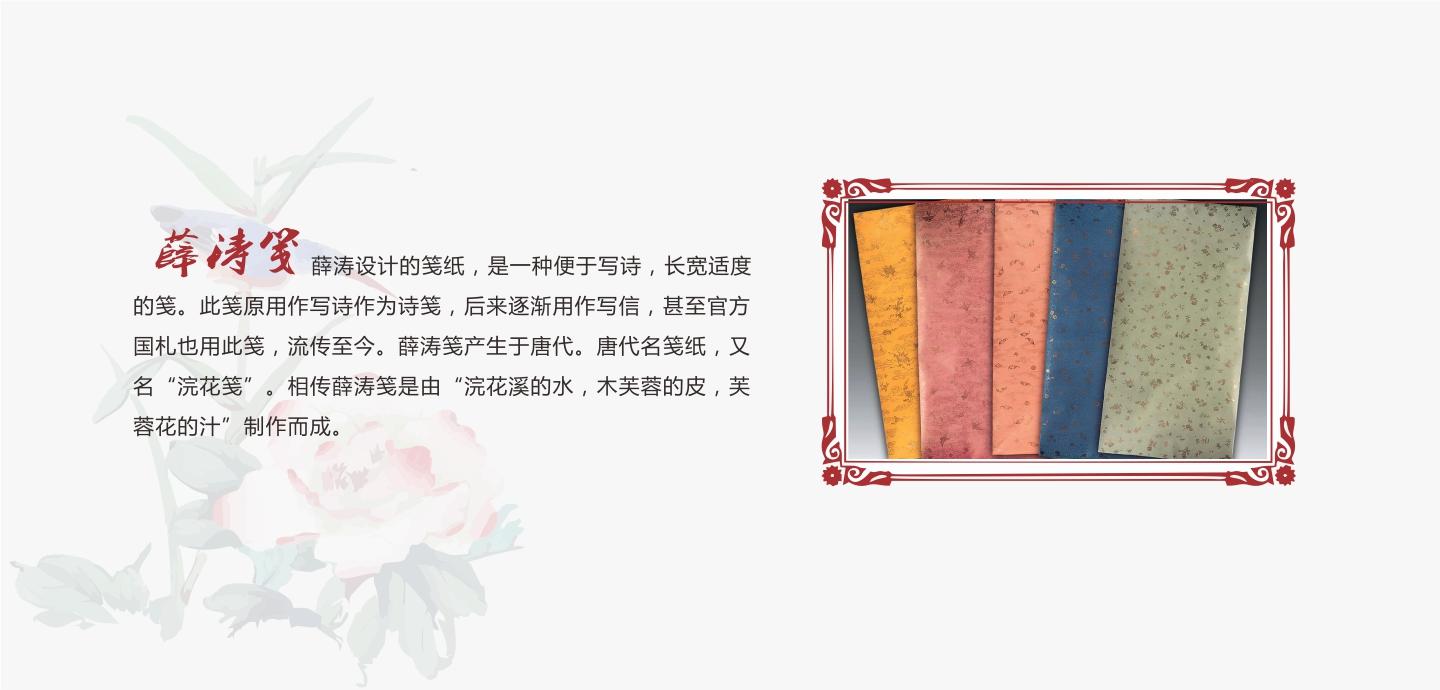 薛涛笺 薛涛设计的笺纸，是一种便于写诗，长宽适度
的笺。此笺原用作写诗作为诗笺，后来逐渐用作写信，甚至官方
国札也用此笺，流传至今。薛涛笺产生于唐代。唐代名笺纸，又
名“浣花笺”。相传薛涛笺是由“浣花溪的水，木芙蓉的皮，芙
蓉花的汁”制作而成。